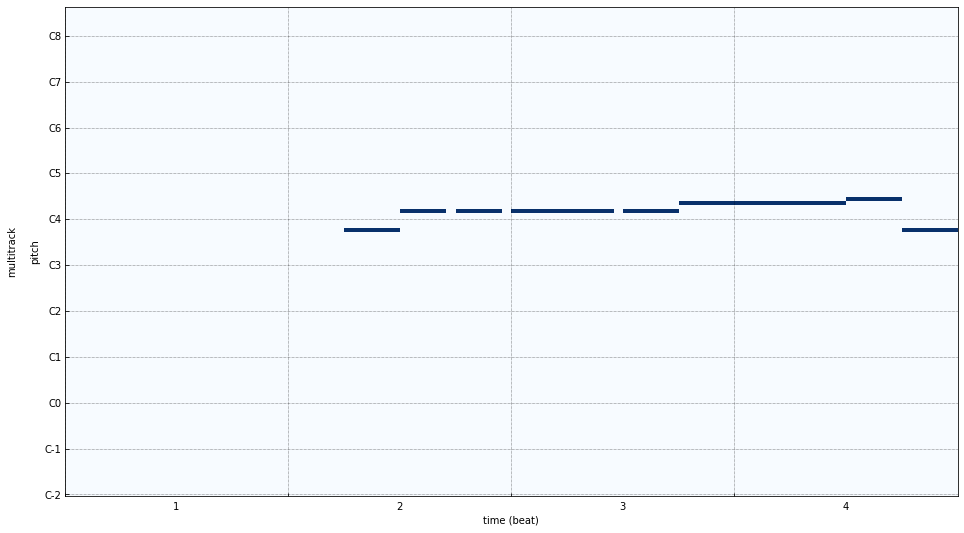 C8
C7
C6
C5
C4
C3
C2
C1
C0
C-1
C-2
multitrack
pitch
1 2 3 4
time (beat)